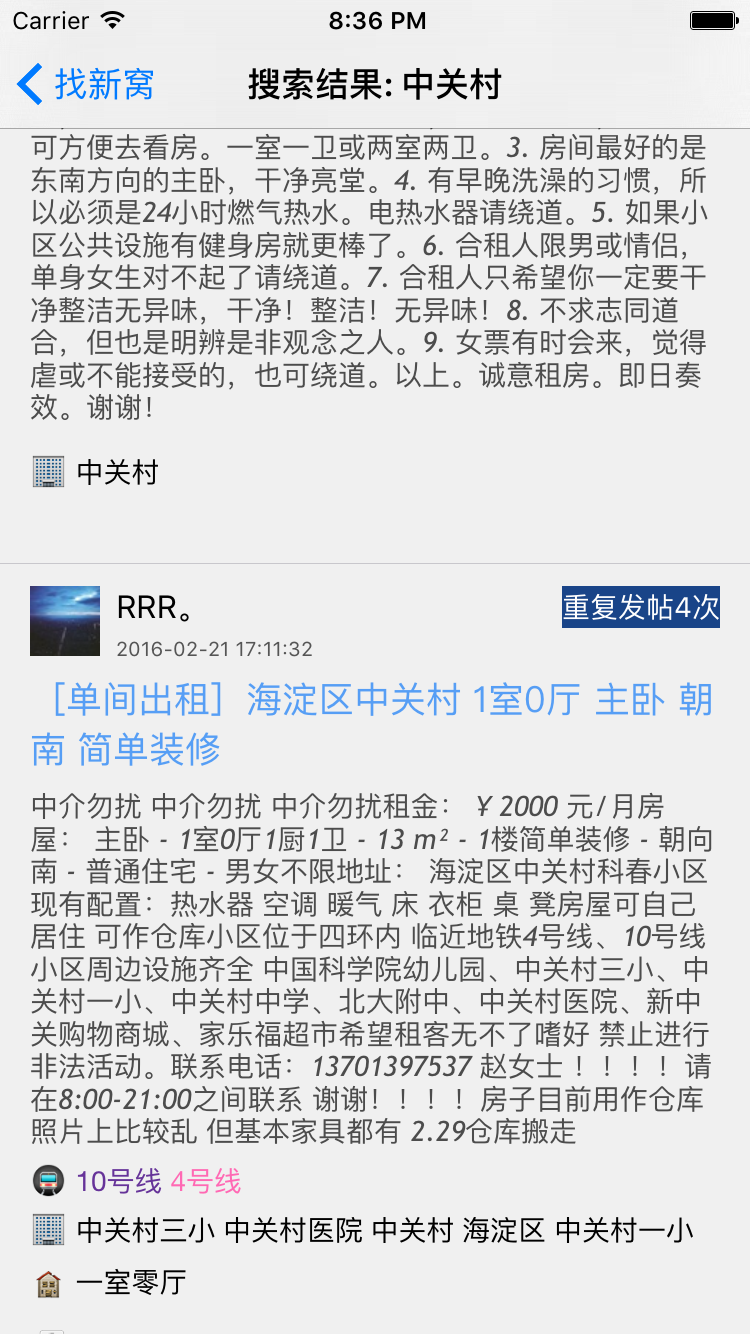 Carrier 8:36 PM
找新窝 搜索结果: 中关村
可方便去看房。一室一卫或两室两卫。3. 房间最好的是
东南方向的主卧，干净亮堂。4. 有早晚洗澡的习惯，所
以必须是24小时燃气热水。电热水器请绕道。5. 如果小
区公共设施有健身房就更棒了。6. 合租人限男或情侣，
单身女生对不起了请绕道。7. 合租人只希望你一定要干
净整洁无异味，干净！整洁！无异味！8. 不求志同道
合，但也是明辨是非观念之人。9. 女票有时会来，觉得
虐或不能接受的，也可绕道。以上。诚意租房。即日奏
效。谢谢！
中关村
RRR。
重复发帖4次
2016-02-21 17:11:32
［单间出租］海淀区中关村 1室0厅 主卧 朝
南 简单装修
中介勿扰 中介勿扰 中介勿扰租金： ￥2000 元/月房
屋： 主卧 - 1室0厅1厨1卫 - 13 m² - 1楼简单装修 - 朝向
南 - 普通住宅 - 男女不限地址： 海淀区中关村科春小区
现有配置：热水器 空调 暖气 床 衣柜 桌 凳房屋可自己
居住 可作仓库小区位于四环内 临近地铁4号线、10号线
小区周边设施齐全 中国科学院幼儿园、中关村三小、中
关村一小、中关村中学、北大附中、中关村医院、新中
关购物商城、家乐福超市希望租客无不了嗜好 禁止进行
非法活动。联系电话：13701397537 赵女士！！！！请
在8:00-21:00之间联系 谢谢！！！！房子目前用作仓库
照片上比较乱 但基本家具都有 2.29仓库搬走
10号线 4号线
中关村三小 中关村医院 中关村 海淀区 中关村一小
一室零厅